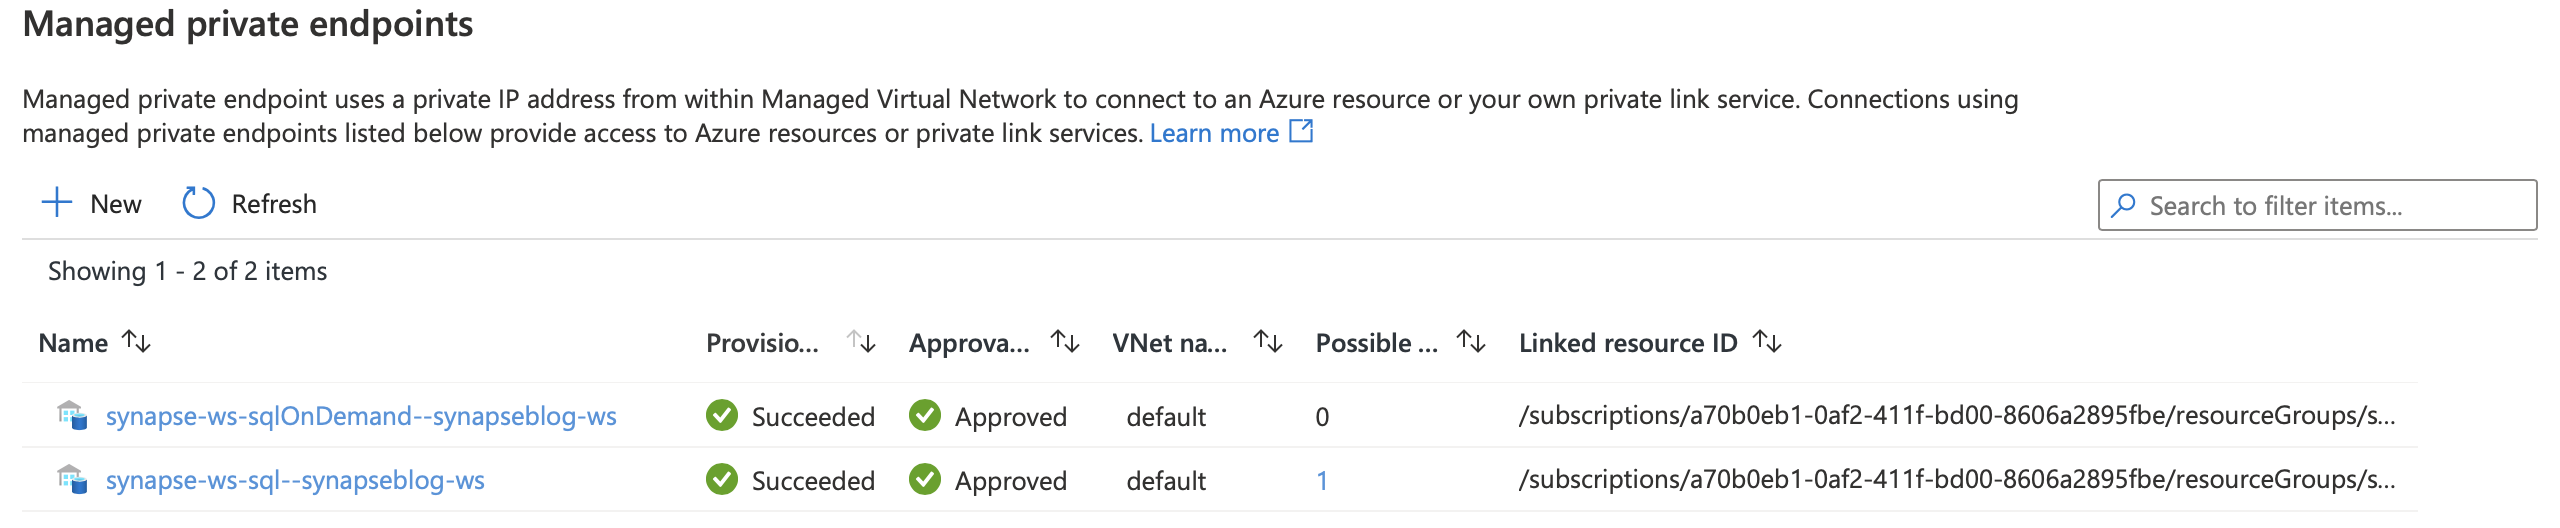 Managed private endpoints
Managed private endpoint uses a private IP address from within Managed Virtual Network to connect to an Azure resource or your own private link service. Connections using
managed private endpoints listed below provide access to Azure resources or private link services. Learn more
New Refresh Search to filter items...
Showing 1 - 2 of 2 items
Name Provisio... Approva... VNet na... Possible ... Linked resource ID
synapse-ws-sqlOnDemand--synapseblog-ws Succeeded Approved default 0 /subscriptions/a70b0eb1-0af2-411f-bd00-8606a2895fbe/resourceGroups/s...
synapse-ws-sql--synapseblog-ws Succeeded Approved default 1 /subscriptions/a70b0eb1-0af2-411f-bd00-8606a2895fbe/resourceGroups/s...